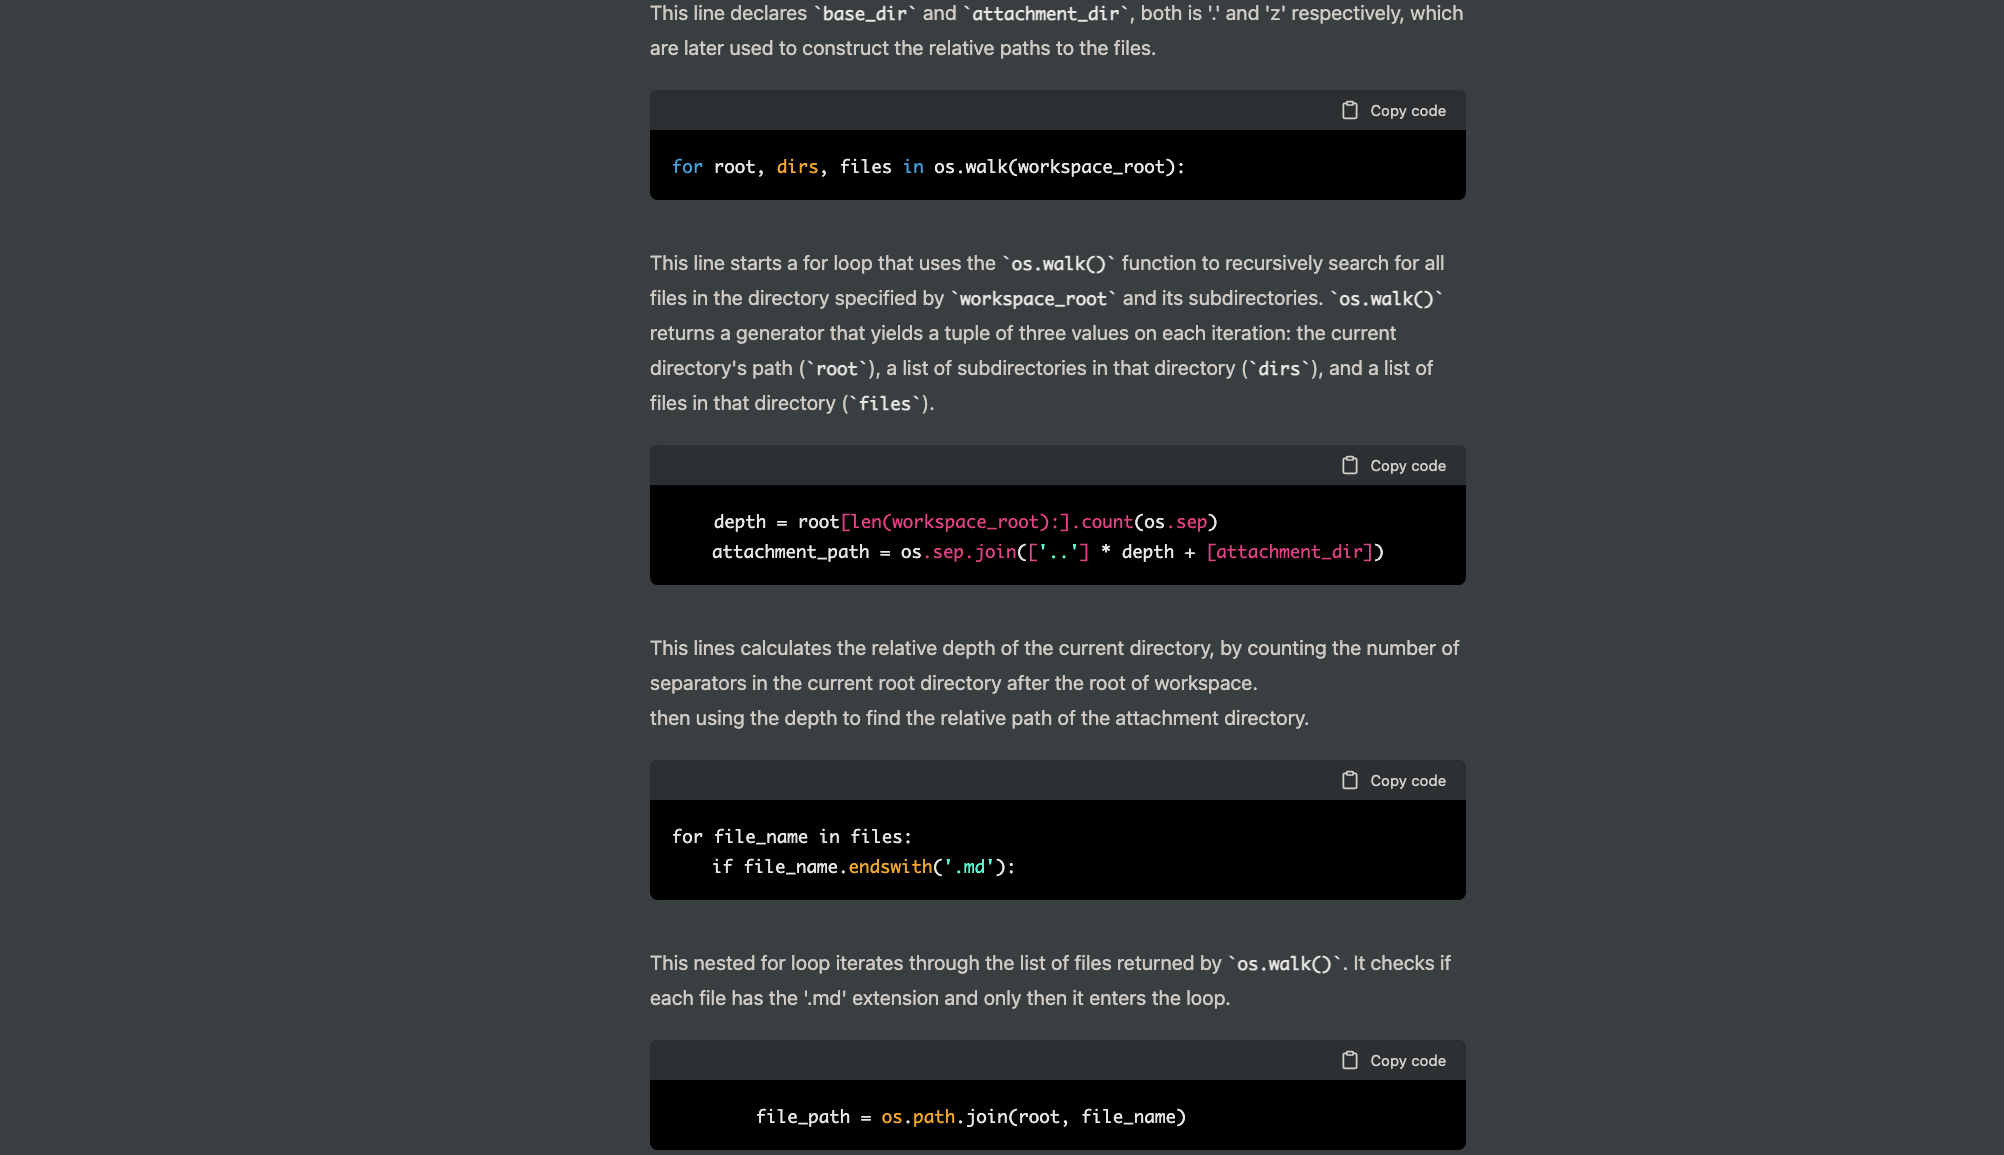 This line declares `base_dir` and `attachment_dir`, both is '.' and 'z' respectively, which
are later used to construct the relative paths to the files.
Copy code
for root, dirs, files in os.walk(workspace_root):
This line starts a for loop that uses the `os.walk()` function to recursively search for all
files in the directory specified by `workspace_root` and its subdirectories. `os.walk()`
returns a generator that yields a tuple of three values on each iteration: the current
directory's path (`root`), a list of subdirectories in that directory (`dirs`), and a list of
files in that directory (`files`).
Copy code
depth = root[len(workspace_root):].count(os.sep)
attachment_path = os.sep.join(['..'] * depth + [attachment_dir])
This lines calculates the relative depth of the current directory, by counting the number of
separators in the current root directory after the root of workspace.
then using the depth to find the relative path of the attachment directory.
Copy code
for file_name in files:
if file_name.endswith('.md'):
This nested for loop iterates through the list of files returned by `os.walk()`. It checks if
each file has the '.md' extension and only then it enters the loop.
Copy code
file_path = os.path.join(root, file_name)